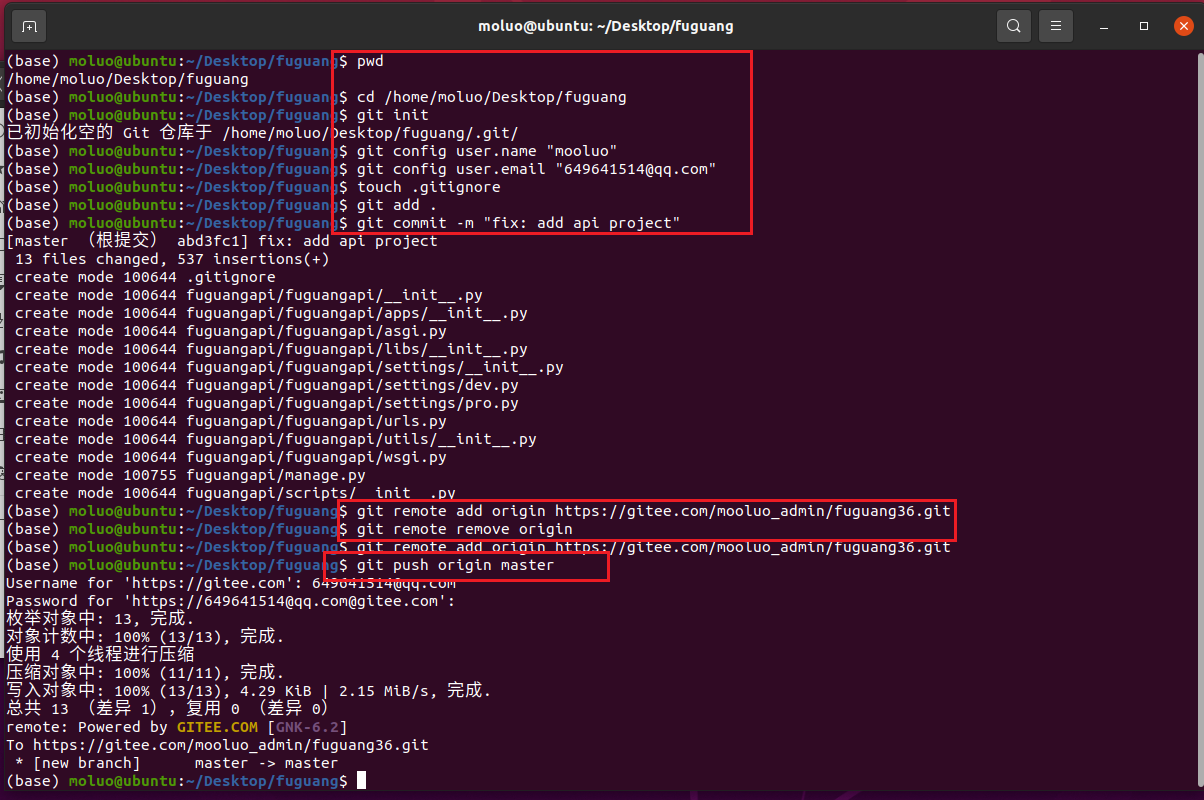 moluo@ubuntu: ~/Desktop/fuguang
(base) moluo@ubuntu:~/Desktop/fuguang$ pwd
/home/moluo/Desktop/fuguang
(base) moluo@ubuntu:~/Desktop/fuguang$ cd /home/moluo/Desktop/fuguang
(base) moluo@ubuntu:~/Desktop/fuguang$ git init
已初始化空的 Git 仓库于 /home/moluo/Desktop/fuguang/.git/
(base) moluo@ubuntu:~/Desktop/fuguang$ git config user.name "mooluo"
(base) moluo@ubuntu:~/Desktop/fuguang$ git config user.email "649641514@qq.com"
(base) moluo@ubuntu:~/Desktop/fuguang$ touch .gitignore
(base) moluo@ubuntu:~/Desktop/fuguang$ git add .
(base) moluo@ubuntu:~/Desktop/fuguang$ git commit -m "fix: add api project"
[master （根提交） abd3fc1] fix: add api project
 13 files changed, 537 insertions(+)
 create mode 100644 .gitignore
 create mode 100644 fuguangapi/fuguangapi/__init__.py
 create mode 100644 fuguangapi/fuguangapi/apps/__init__.py
 create mode 100644 fuguangapi/fuguangapi/asgi.py
 create mode 100644 fuguangapi/fuguangapi/libs/__init__.py
 create mode 100644 fuguangapi/fuguangapi/settings/__init__.py
 create mode 100644 fuguangapi/fuguangapi/settings/dev.py
 create mode 100644 fuguangapi/fuguangapi/settings/pro.py
 create mode 100644 fuguangapi/fuguangapi/urls.py
 create mode 100644 fuguangapi/fuguangapi/utils/__init__.py
 create mode 100644 fuguangapi/fuguangapi/wsgi.py
 create mode 100755 fuguangapi/manage.py
 create mode 100644 fuguangapi/scripts/__init__.py
(base) moluo@ubuntu:~/Desktop/fuguang$ git remote add origin https://gitee.com/mooluo_admin/fuguang36.git
(base) moluo@ubuntu:~/Desktop/fuguang$ git remote remove origin
(base) moluo@ubuntu:~/Desktop/fuguang$ git remote add origin https://gitee.com/mooluo_admin/fuguang36.git
(base) moluo@ubuntu:~/Desktop/fuguang$ git push origin master
Username for 'https://gitee.com': 649641514@qq.com
Password for 'https://649641514@qq.com@gitee.com':
枚举对象中: 13, 完成.
对象计数中: 100% (13/13), 完成.
使用 4 个线程进行压缩
压缩对象中: 100% (11/11), 完成.
写入对象中: 100% (13/13), 4.29 KiB | 2.15 MiB/s, 完成.
总共 13 （差异 1），复用 0 （差异 0）
remote: Powered by GITEE.COM [GNK-6.2]
To https://gitee.com/mooluo_admin/fuguang36.git
 * [new branch]      master -> master
(base) moluo@ubuntu:~/Desktop/fuguang$